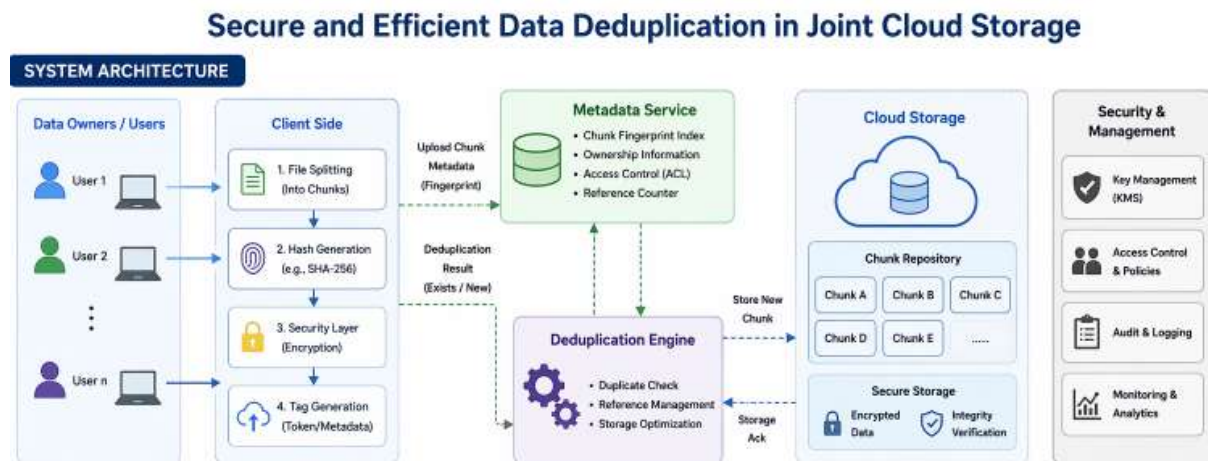 Secure and Efficient Data Deduplication in Joint Cloud Storage
SYSTEM ARCHITECTURE
Data Owners / Users
User 1
User 2
User n
Client Side
1. File Splitting
(Into Chunks)
2. Hash Generation
(e.g., SHA-256)
3. Security Layer
(Encryption)
4. Tag Generation
(Token/Metadata)
Upload Chunk
Metadata
(Fingerprint)
Deduplication
Result
(Exists / New)
Metadata Service
• Chunk Fingerprint Index
• Ownership Information
• Access Control (ACL)
• Reference Counter
Deduplication Engine
• Duplicate Check
• Reference Management
• Storage Optimization
Store New
Chunk
Storage
Ack
Cloud Storage
Chunk Repository
Chunk A
Chunk B
Chunk C
Chunk D
Chunk E
.....
Secure Storage
Encrypted
Data
Integrity
Verification
Security &
Management
Key Management
(KMS)
Access Control
& Policies
Audit & Logging
Monitoring &
Analytics